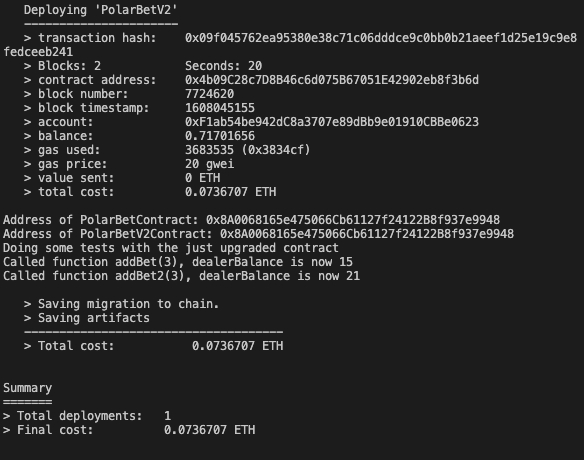 Deploying 'PolarBetV2'
----------------------
> transaction hash:    0x09f045762ea95380e38c71c06dddce9c0bb0b21aeef1d25e19c9e8
fedceeb241
> Blocks: 2            Seconds: 20
> contract address:    0x4b09C28c7D8B46c6d075B67051E42902eb8f3b6d
> block number:        7724620
> block timestamp:     1608045155
> account:             0xF1ab54be942dC8a3707e89dBb9e01910CBBe0623
> balance:             0.71701656
> gas used:            3683535 (0x3834cf)
> gas price:           20 gwei
> value sent:          0 ETH
> total cost:          0.0736707 ETH
Address of PolarBetContract: 0x8A0068165e475066Cb61127f24122B8f937e9948
Address of PolarBetV2Contract: 0x8A0068165e475066Cb61127f24122B8f937e9948
Doing some tests with the just upgraded contract
Called function addBet(3), dealerBalance is now 15
Called function addBet2(3), dealerBalance is now 21
> Saving migration to chain.
> Saving artifacts
-------------------------------------
> Total cost:           0.0736707 ETH
Summary
=======
> Total deployments:   1
> Final cost:          0.0736707 ETH